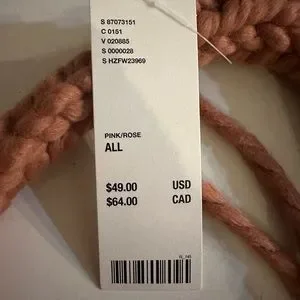 S 87073151
C 0151
V 020885
S 0000028
S HZFW23969
PINK/ROSE
ALL
$49.00 USD
$64.00 CAD